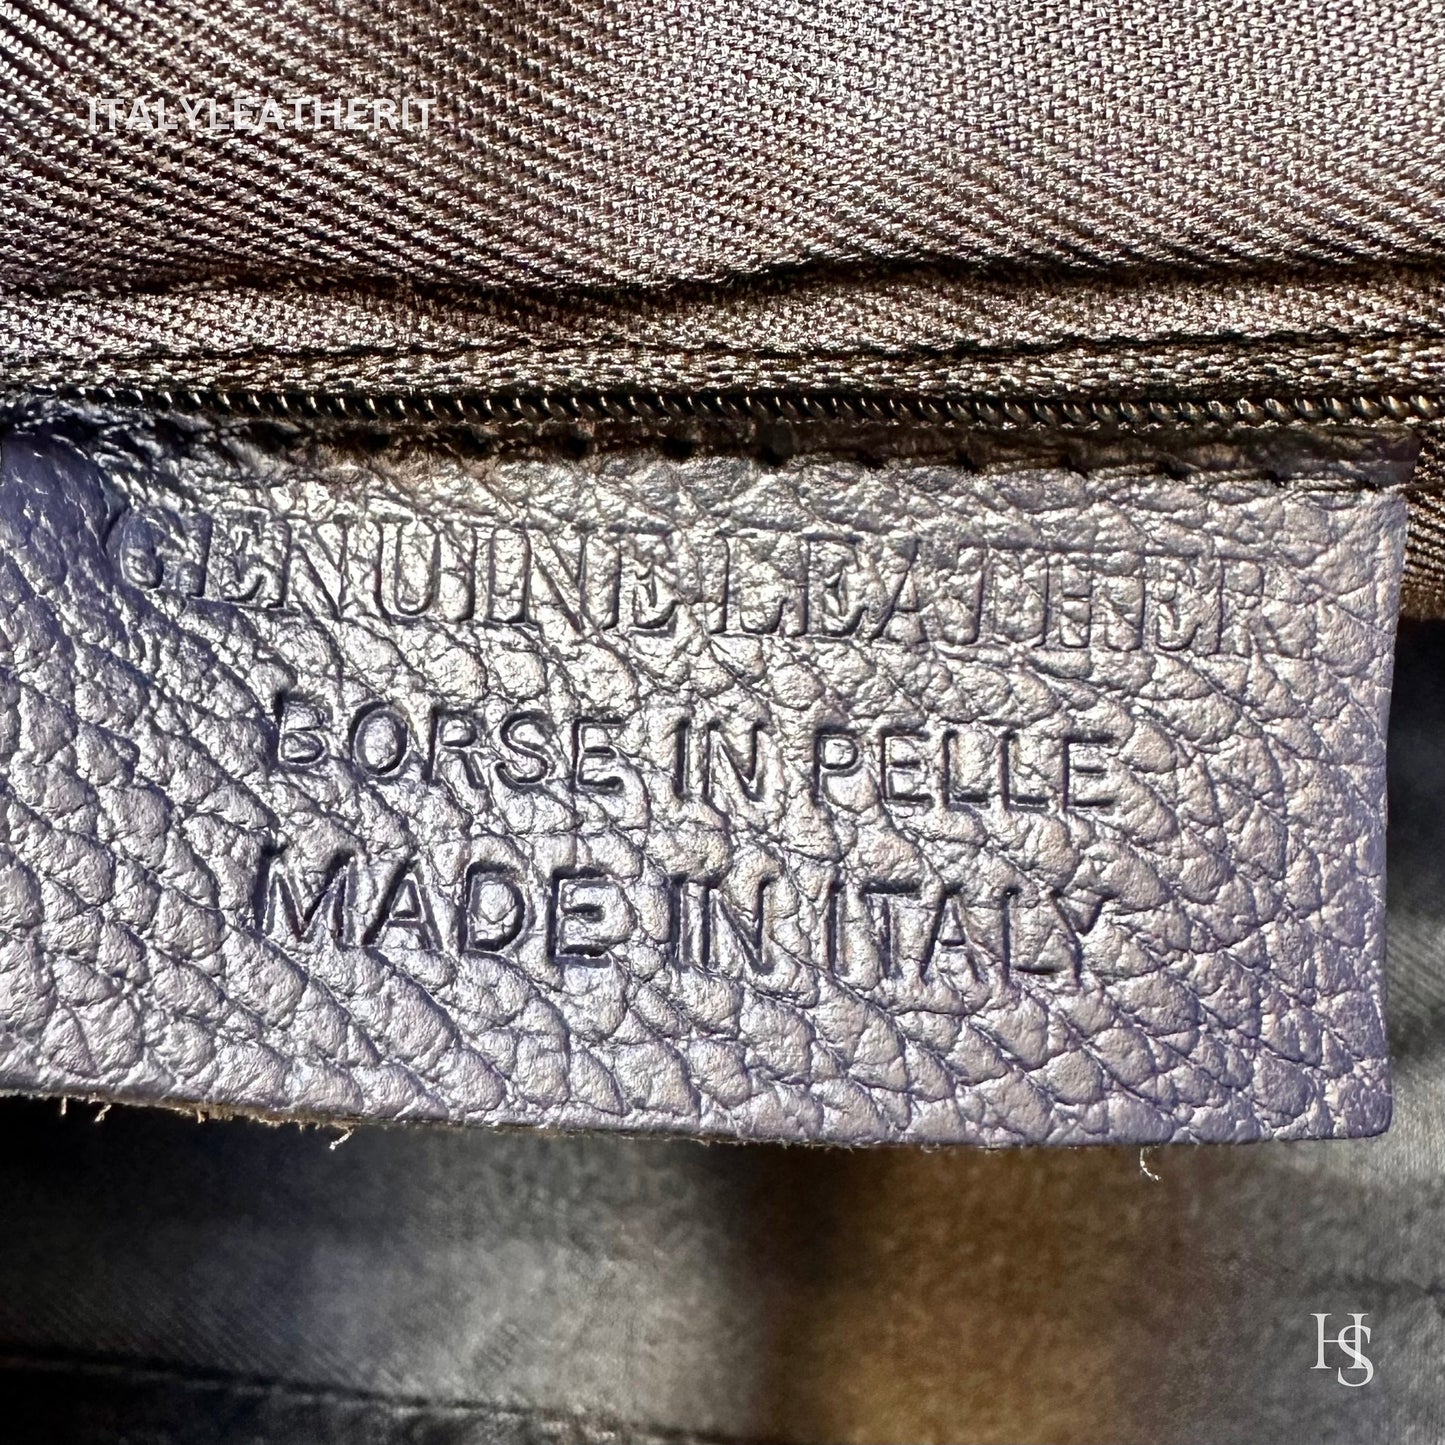 ITALYLEATHERIT
GENUINE LEATHER
BORSE IN PELLE
MADE IN ITALY
HS